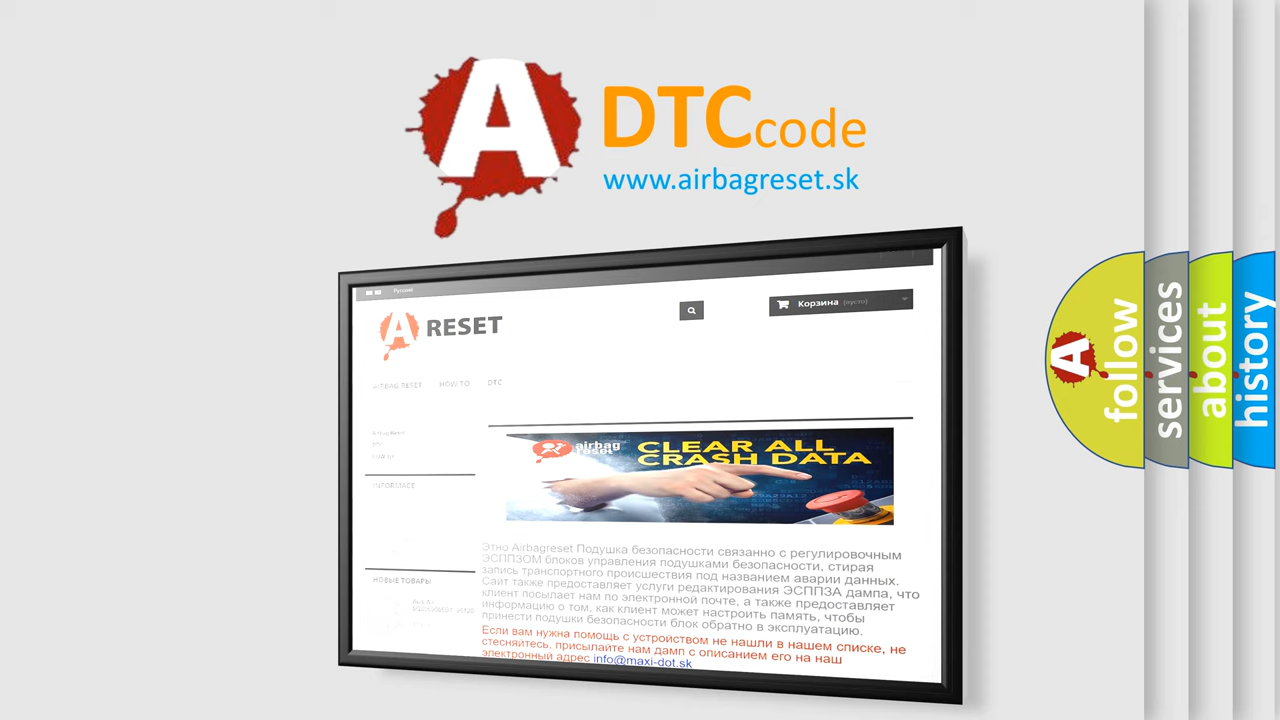 A
DTCcode
www.airbagreset.sk
Русский
A RESET
Корзина (пусто)
AIRBAG RESET HOW TO DTC
Airbag Reset
DTC
INFORMACE
airbag reset
CLEAR ALL
CRASH DATA
Этно Airbagreset Подушка безопасности связанно с регулировочным
ЭСППЗОМ блоков управления подушками безопасности, стирая
запись транспортного происшествия под названием аварии данных.
Сайт также предоставляет услуги редактирования ЭСППЗА дампа, что
клиент посылает нам по электронной почте, а также предоставляет
информацию о том, как клиент может настроить память, чтобы
принести подушки безопасности блок обратно в эксплуатацию.
Если вам нужна помощь с устройством не нашли в нашем списке, не
стесняйтесь, присылайте нам дамп с описанием его на наш
электронный адрес info@maxi-dot.sk
НОВЫЕ ТОВАРЫ
A follow
services
about
history